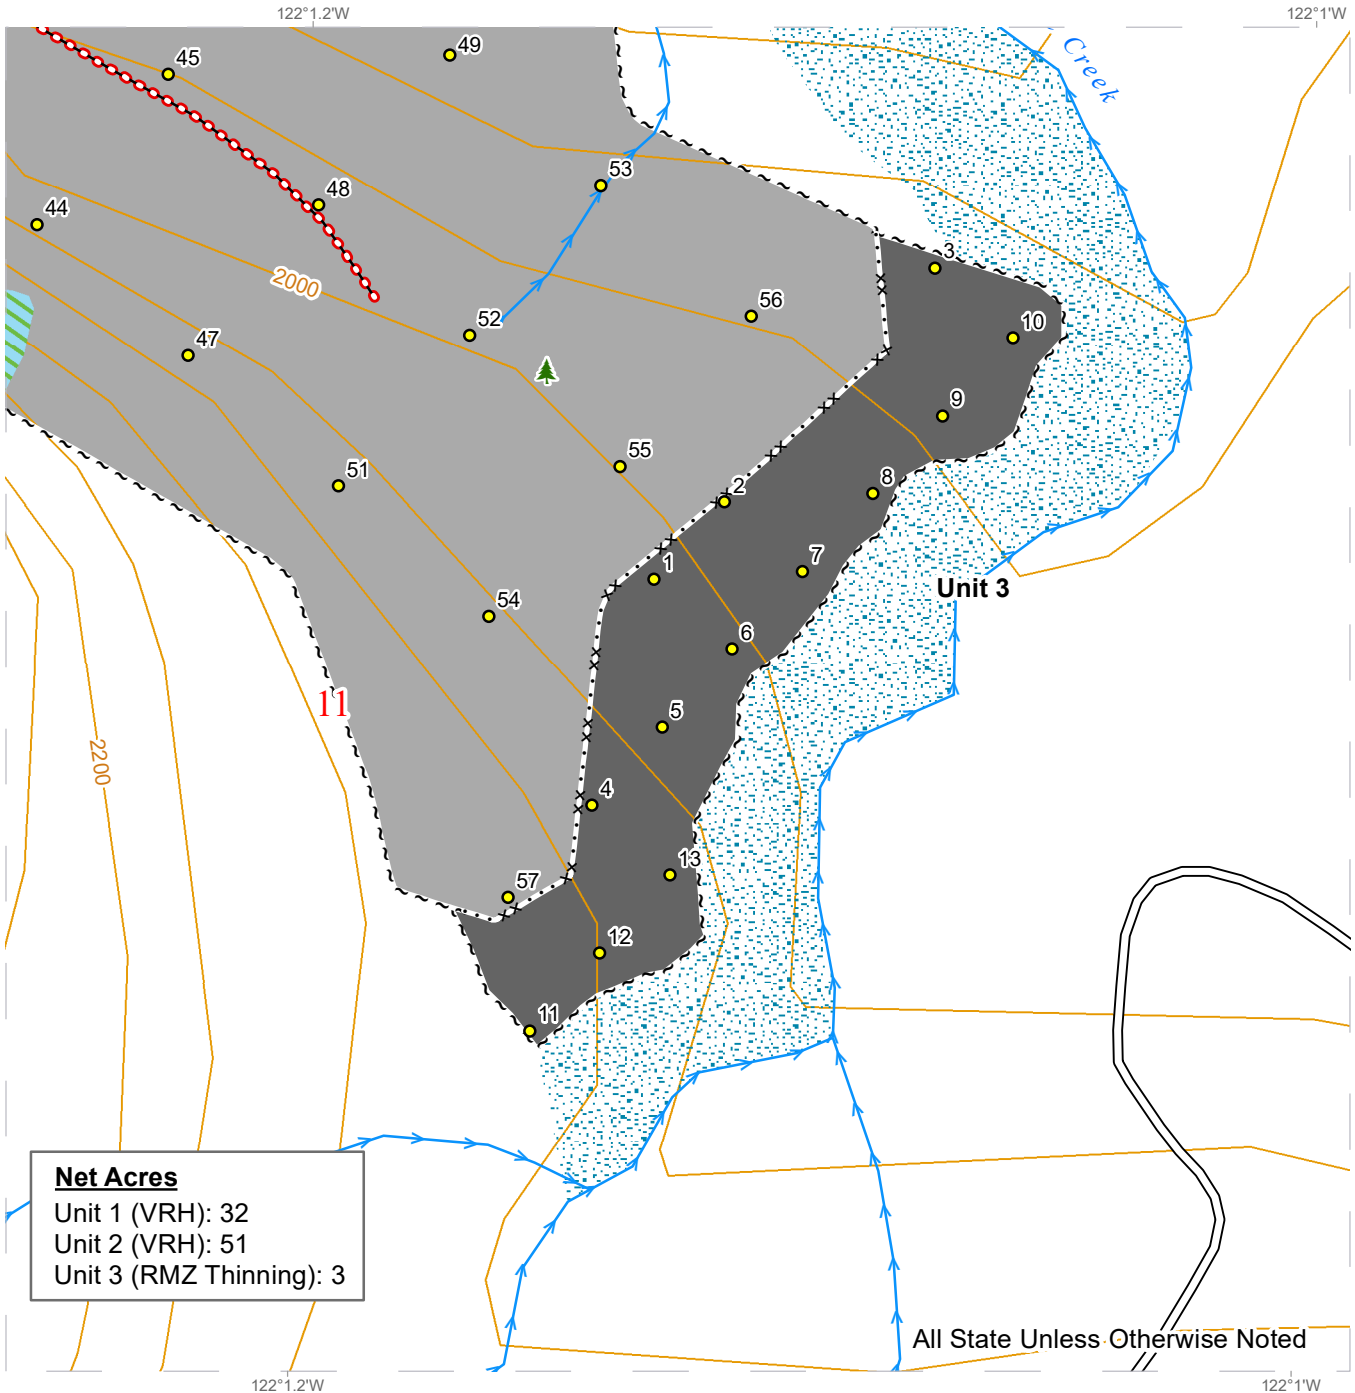 122°1.2'W
122°1'W
Creek
49
45
53
48
44
3
2000
56
10
52
47
9
55
51
8
2
7
1
Unit 3
54
6
11
5
2200
4
13
57
12
11
Net Acres
Unit 1 (VRH): 32
Unit 2 (VRH): 51
Unit 3 (RMZ Thinning): 3
All State Unless Otherwise Noted
122°1.2'W
122°1'W